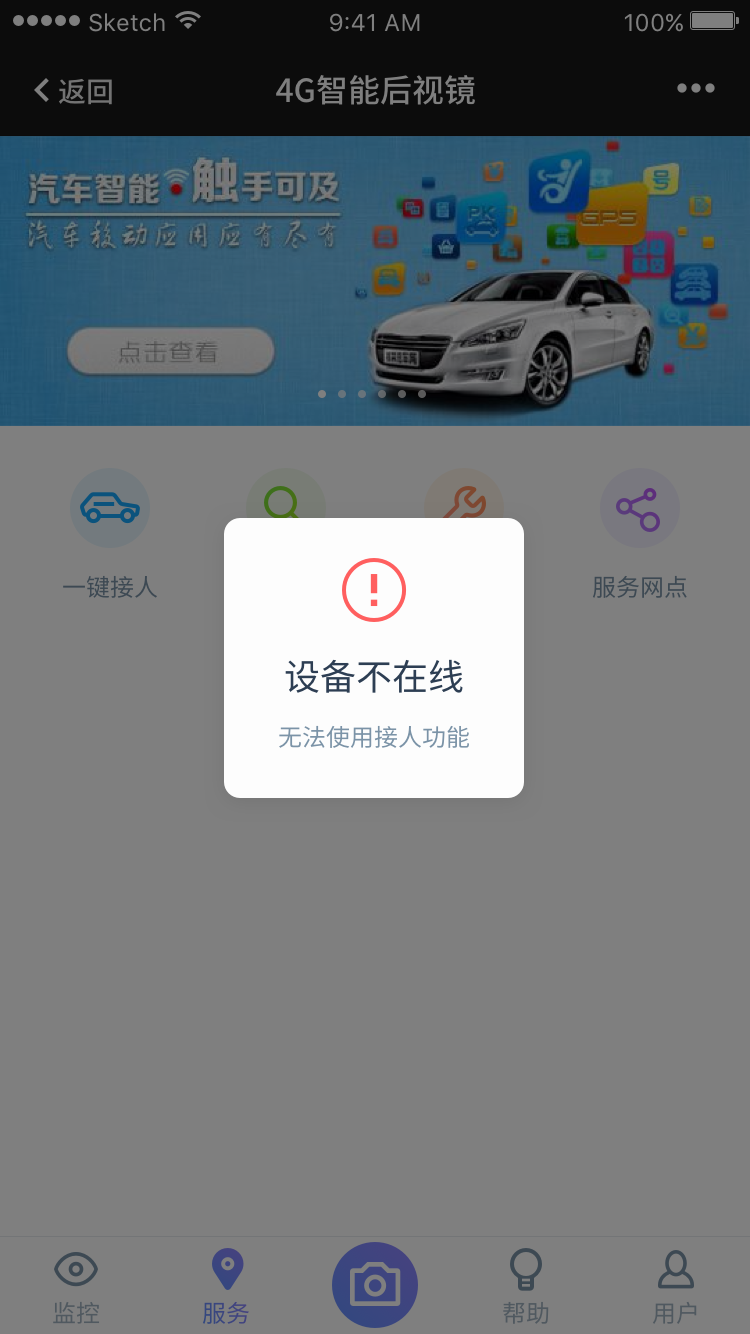 Sketch 9:41 AM 100%
返回 4G智能后视镜
汽车智能触手可及
汽车移动应用应有尽有
号
PK
GPS
点击查看
一键接人 服务网点
设备不在线
无法使用接人功能
监控 服务 帮助 用户